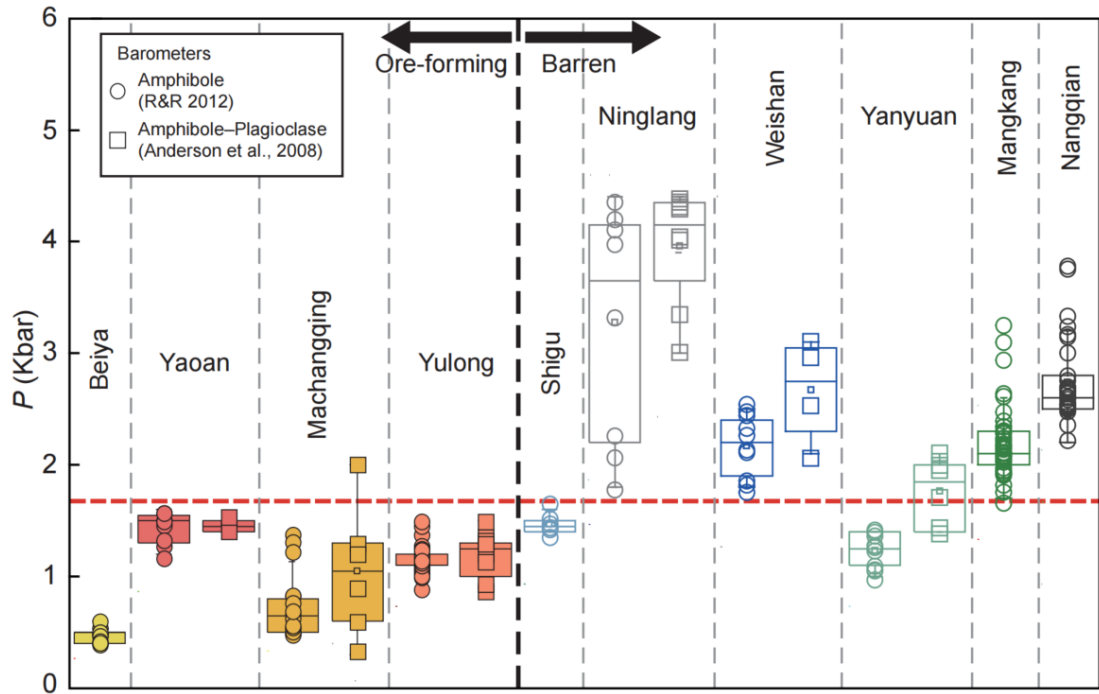 6
5
4
3
2
1
0
P (Kbar)
Barometers
Amphibole
(R&R 2012)
Amphibole–Plagioclase
(Anderson et al., 2008)
Ore-forming
Barren
Beiya
Yaoan
Machangqing
Yulong
Shigu
Ninglang
Weishan
Yanyuan
Mangkang
Nangqian